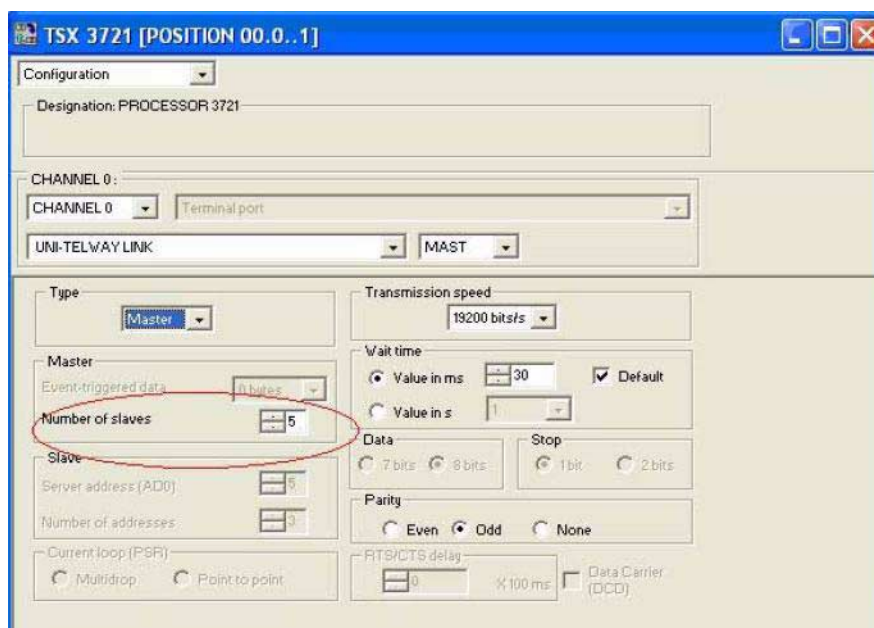 TSX 3721 [POSITION 00.0..1]
Configuration
Designation: PROCESSOR 3721
CHANNEL 0 :
CHANNEL 0
Terminal port
UNI-TELWAY LINK
MAST
Type
Master
Transmission speed
19200 bits/s
Master
Event-triggered data
0 bytes
Number of slaves
5
Wait time
Value in ms
30
Default
Value in s
1
Slave
Server address (AD0)
5
Number of addresses
3
Data
7 bits
8 bits
Stop
1 bit
2 bits
Parity
Even
Odd
None
Current loop (PSR)
Multidrop
Point to point
RTS/CTS delay
0
X 100 ms
Data Carrier
(DCD)